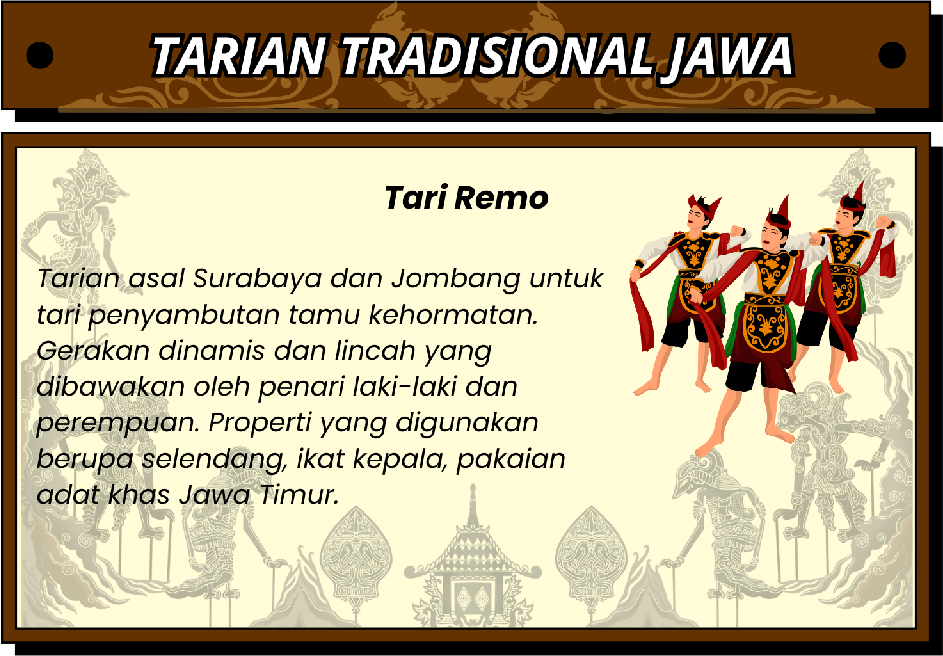 TARIAN TRADISIONAL JAWA
Tari Remo
Tarian asal Surabaya dan Jombang untuk
tari penyambutan tamu kehormatan.
Gerakan dinamis dan lincah yang
dibawakan oleh penari laki-laki dan
perempuan. Properti yang digunakan
berupa selendang, ikat kepala, pakaian
adat khas Jawa Timur.